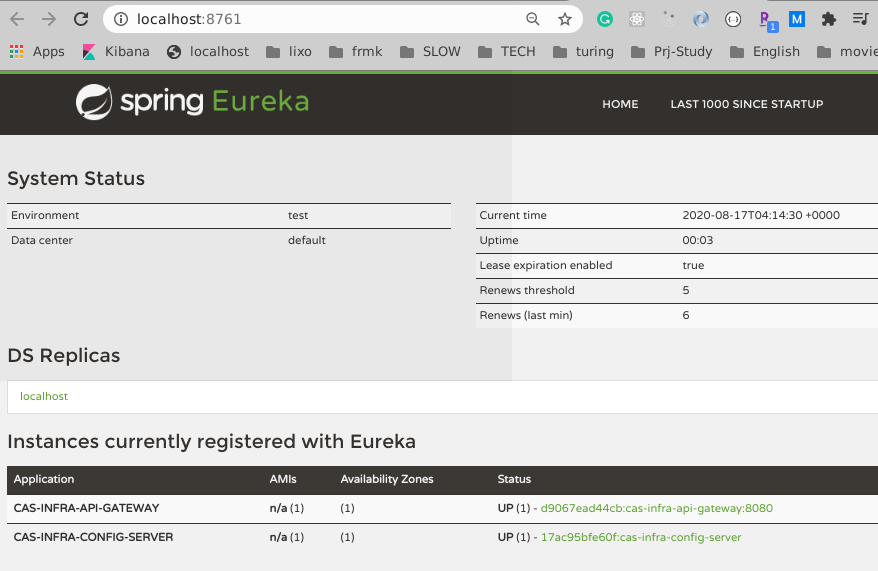 localhost:8761
1
Apps Kibana localhost lixo frmk SLOW TECH turing Prj-Study English movie
spring Eureka HOME LAST 1000 SINCE STARTUP
System Status
Environment test
Data center default
Current time 2020-08-17T04:14:30 +0000
Uptime 00:03
Lease expiration enabled true
Renews threshold 5
Renews (last min) 6
DS Replicas
localhost
Instances currently registered with Eureka
Application AMIs Availability Zones Status
CAS-INFRA-API-GATEWAY n/a (1) (1) UP (1) - d9067ead44cb:cas-infra-api-gateway:8080
CAS-INFRA-CONFIG-SERVER n/a (1) (1) UP (1) - 17ac95bfe60f:cas-infra-config-server